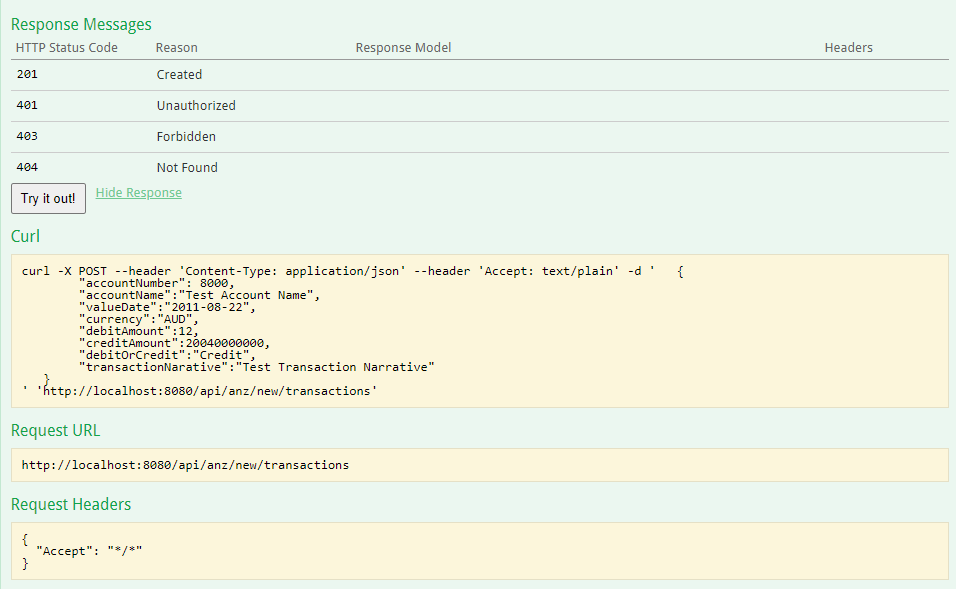 Response Messages
HTTP Status Code Reason Response Model Headers
201 Created
401 Unauthorized
403 Forbidden
404 Not Found
Try it out! Hide Response
Curl
curl -X POST --header 'Content-Type: application/json' --header 'Accept: text/plain' -d '   {
        "accountNumber": 8000,
        "accountName":"Test Account Name",
        "valueDate":"2011-08-22",
        "currency":"AUD",
        "debitAmount":12,
        "creditAmount":20040000000,
        "debitOrCredit":"Credit",
        "transactionNarative":"Test Transaction Narrative"
   }
' 'http://localhost:8080/api/anz/new/transactions'
Request URL
http://localhost:8080/api/anz/new/transactions
Request Headers
{
  "Accept": "*/*"
}